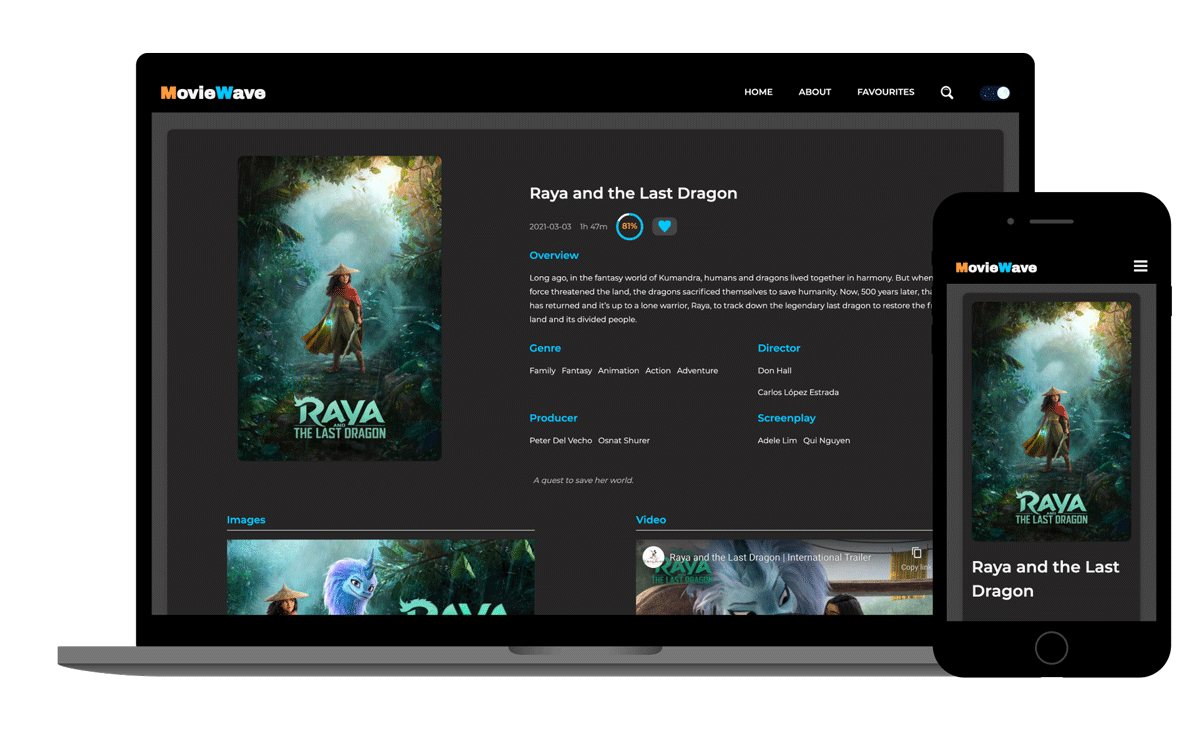 MovieWave
HOME ABOUT FAVOURITES
Raya and the Last Dragon
2021-03-03 1h 47m 81%
Overview
Long ago, in the fantasy world of Kumandra, humans and dragons lived together in harmony. But when
force threatened the land, the dragons sacrificed themselves to save humanity. Now, 500 years later,
has returned and it's up to a lone warrior, Raya, to track down the legendary last dragon to restore the
land and its divided people.
Genre
Family Fantasy Animation Action Adventure
Director
Don Hall
Carlos López Estrada
Producer
Peter Del Vecho Osnat Shurer
Screenplay
Adele Lim Qui Nguyen
A quest to save her world.
RAYA
AND
THE LAST DRAGON
Images
RAYA
Video
Raya and the Last Dragon | International Trailer
Copy link
RAYA
THE LAST DRAGON
MovieWave
RAYA
AND
THE LAST DRAGON
Raya and the Last
Dragon